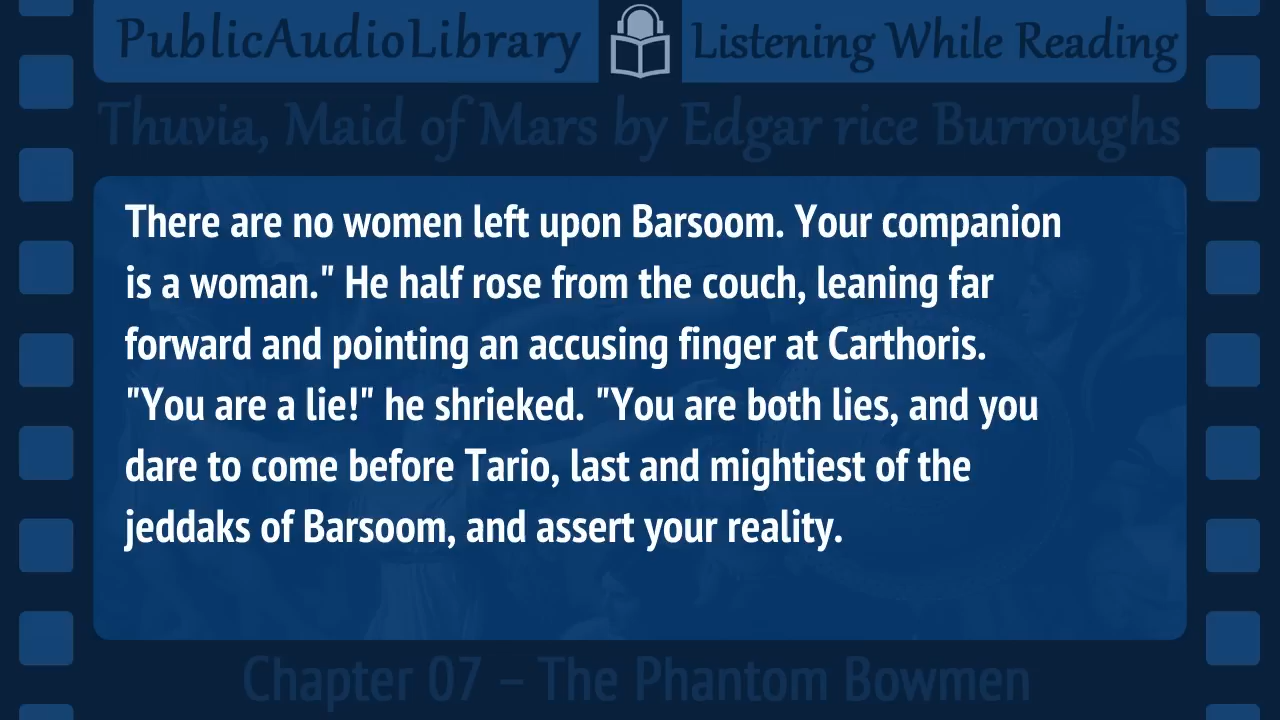 PublicAudioLibrary Listening While Reading
Thuvia, Maid of Mars by Edgar rice Burroughs
There are no women left upon Barsoom. Your companion
is a woman." He half rose from the couch, leaning far
forward and pointing an accusing finger at Carthoris.
"You are a lie!" he shrieked. "You are both lies, and you
dare to come before Tario, last and mightiest of the
jeddaks of Barsoom, and assert your reality.
Chapter 07 – The Phantom Bowmen